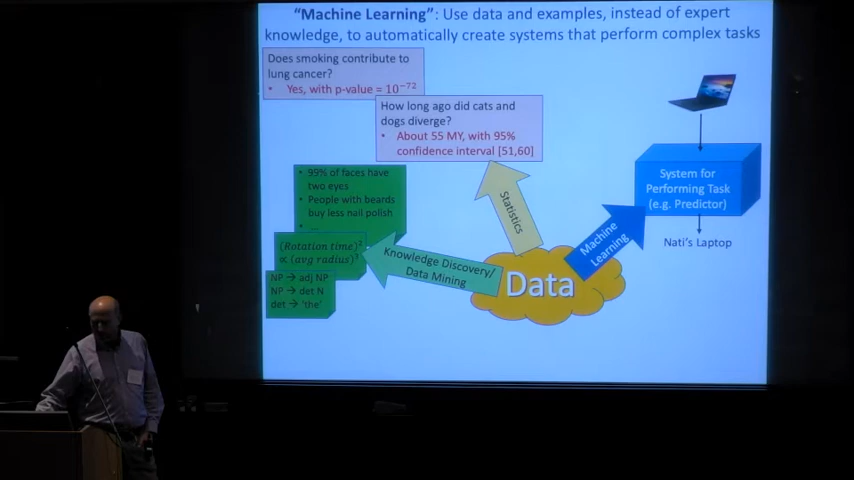 “Machine Learning”: Use data and examples, instead of expert
knowledge, to automatically create systems that perform complex tasks
Does smoking contribute to
lung cancer?
• Yes, with p-value = 10⁻⁷²
How long ago did cats and
dogs diverge?
• About 55 MY, with 95%
confidence interval [51,60]
• 99% of faces have
two eyes
• People with beards
buy less nail polish
• ...
(Rotation time)²
∝ (avg radius)³
NP → adj NP
NP → det N
det → ‘the’
Knowledge Discovery/
Data Mining
Statistics
Data
Machine
Learning
System for
Performing Task
(e.g. Predictor)
Nati’s Laptop